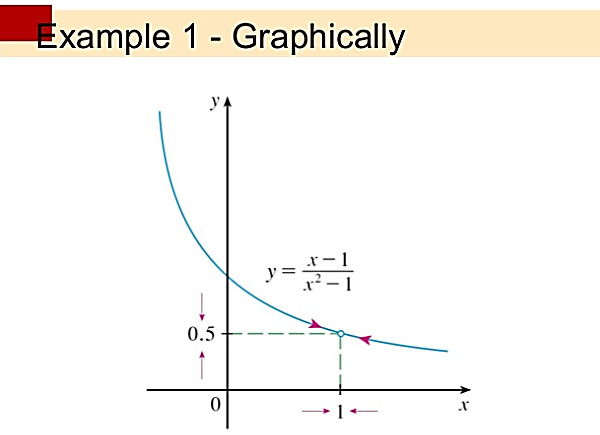 Example 1 - Graphically
y
y = x − 1 / x² − 1
0.5
0
1
x